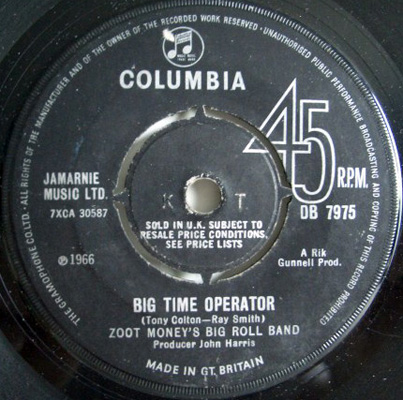 THE GRAMOPHONE CO. LTD. · ALL RIGHTS OF THE MANUFACTURER AND OF THE OWNER OF THE RECORDED WORK RESERVED · UNAUTHORISED PUBLIC PERFORMANCE BROADCASTING AND COPYING OF THIS RECORD PROHIBITED
COLUMBIA
45
R.P.M.
JAMARNIE
MUSIC LTD.
7XCA 30587
DB 7975
K T
SOLD IN U.K. SUBJECT TO
RESALE PRICE CONDITIONS,
SEE PRICE LISTS
℗1966
A Rik
Gunnell Prod.
BIG TIME OPERATOR
(Tony Colton—Ray Smith)
ZOOT MONEY'S BIG ROLL BAND
Producer John Harris
MADE IN GT. BRITAIN